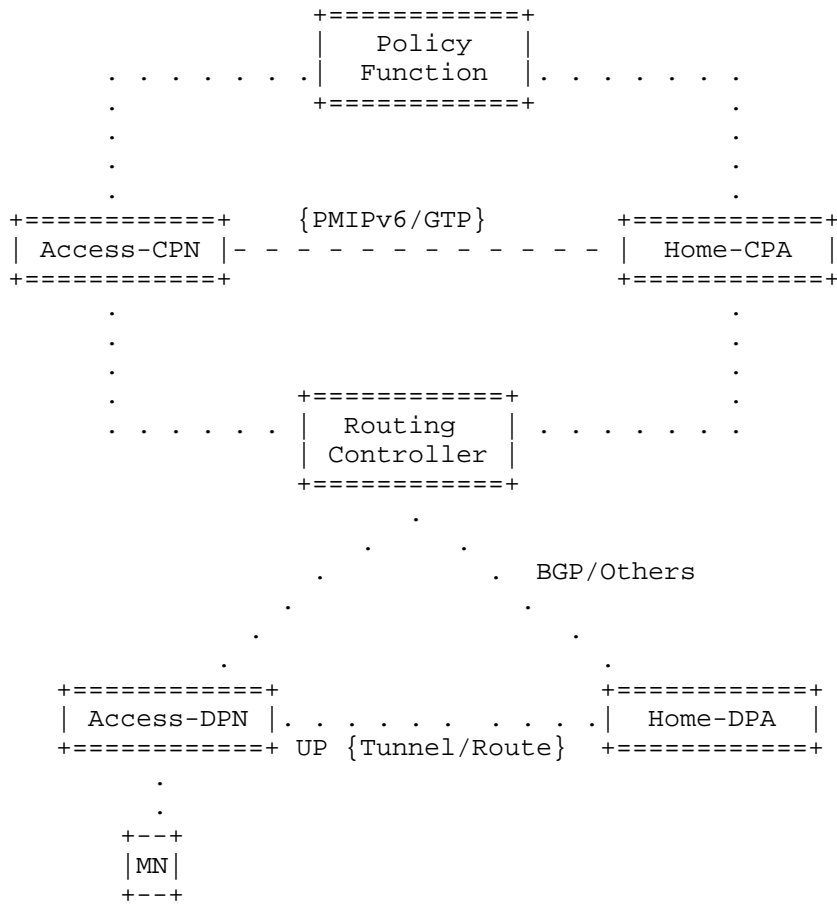 Policy
Function
{PMIPv6/GTP}
Access-CPN
Home-CPA
Routing
Controller
BGP/Others
Access-DPN
Home-DPA
UP {Tunnel/Route}
MN